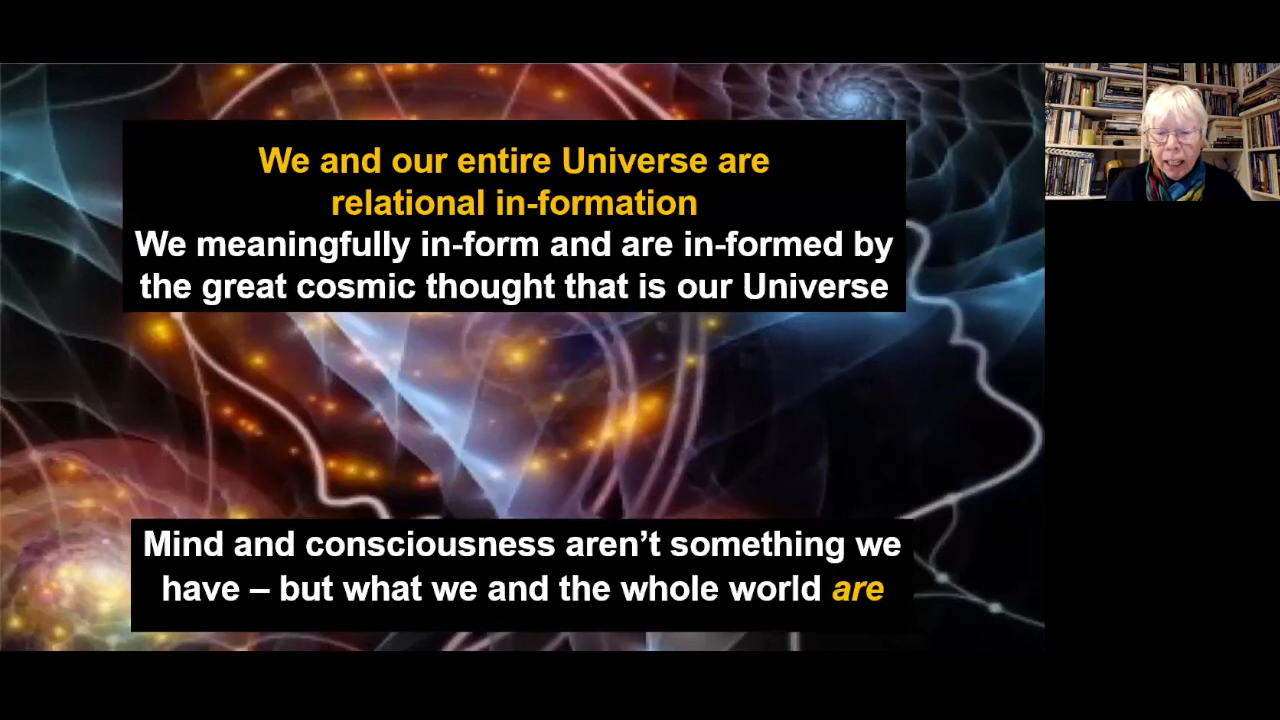 We and our entire Universe are
relational in-formation
We meaningfully in-form and are in-formed by
the great cosmic thought that is our Universe
Mind and consciousness aren’t something we
have – but what we and the whole world are